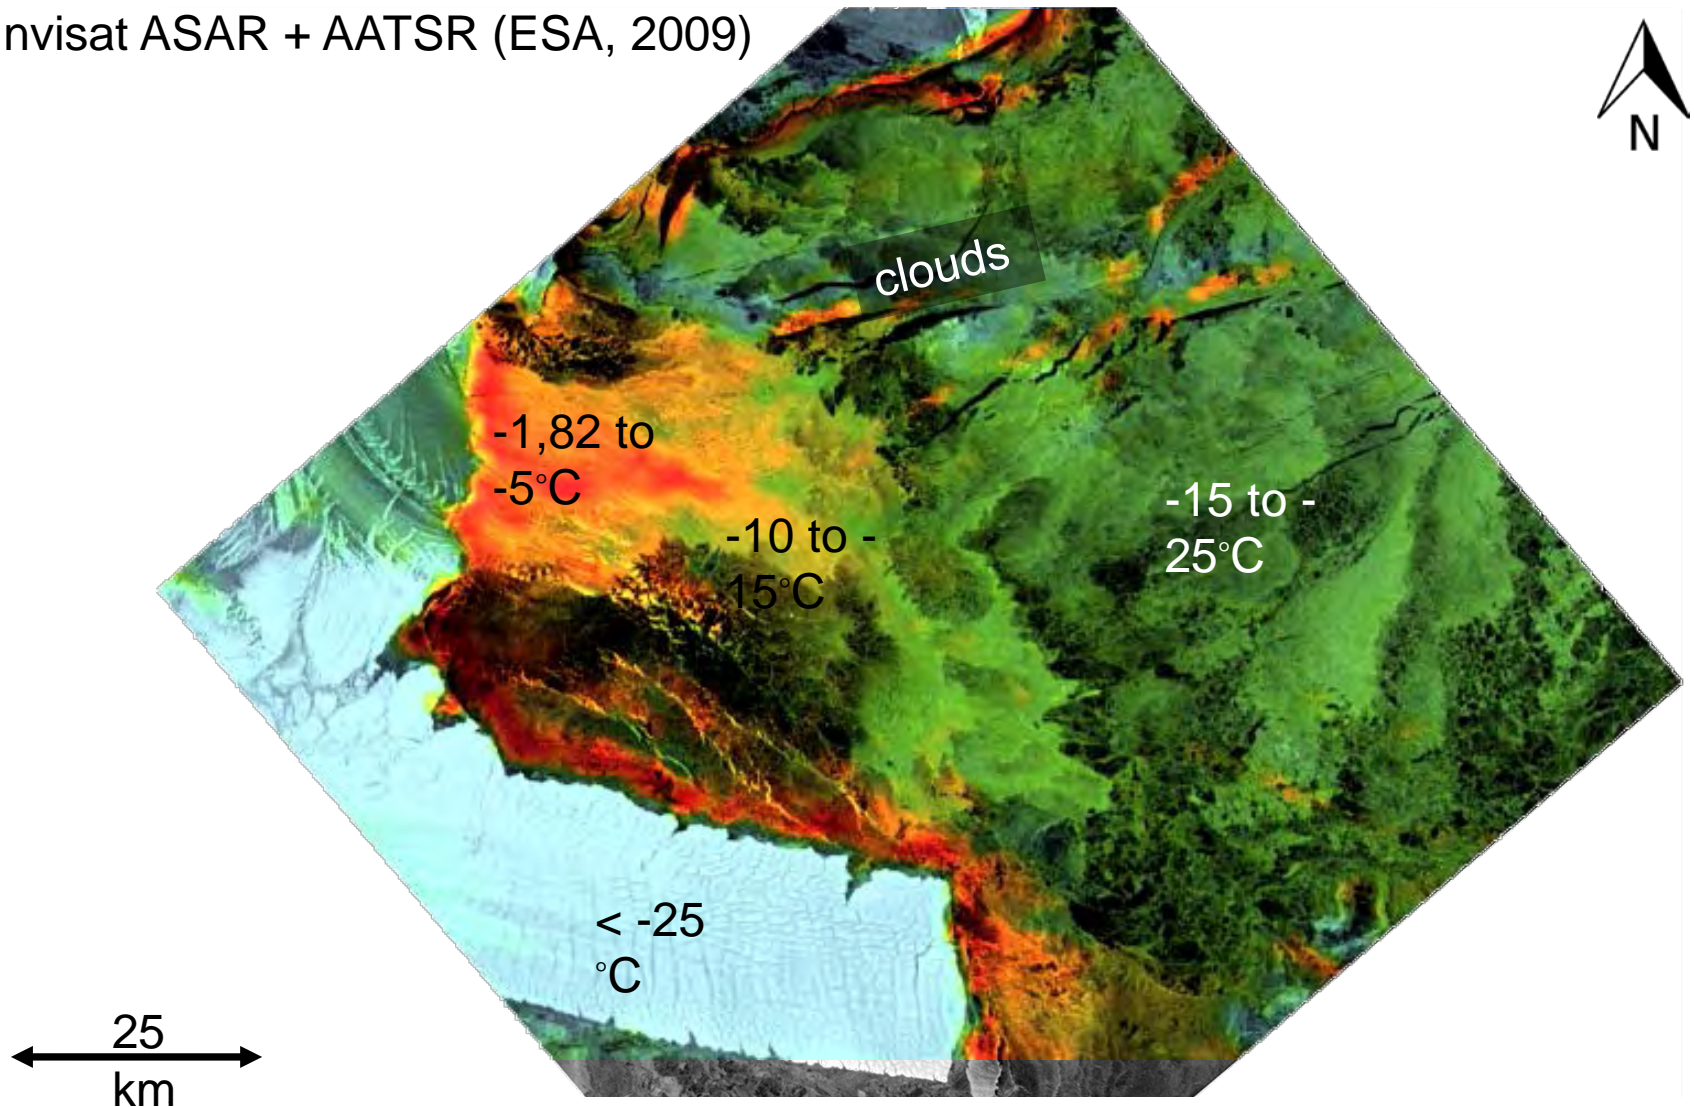 nvisat ASAR + AATSR (ESA, 2009)
N
clouds
-1,82 to
-5°C
-10 to -
15°C
-15 to -
25°C
< -25
°C
25
km